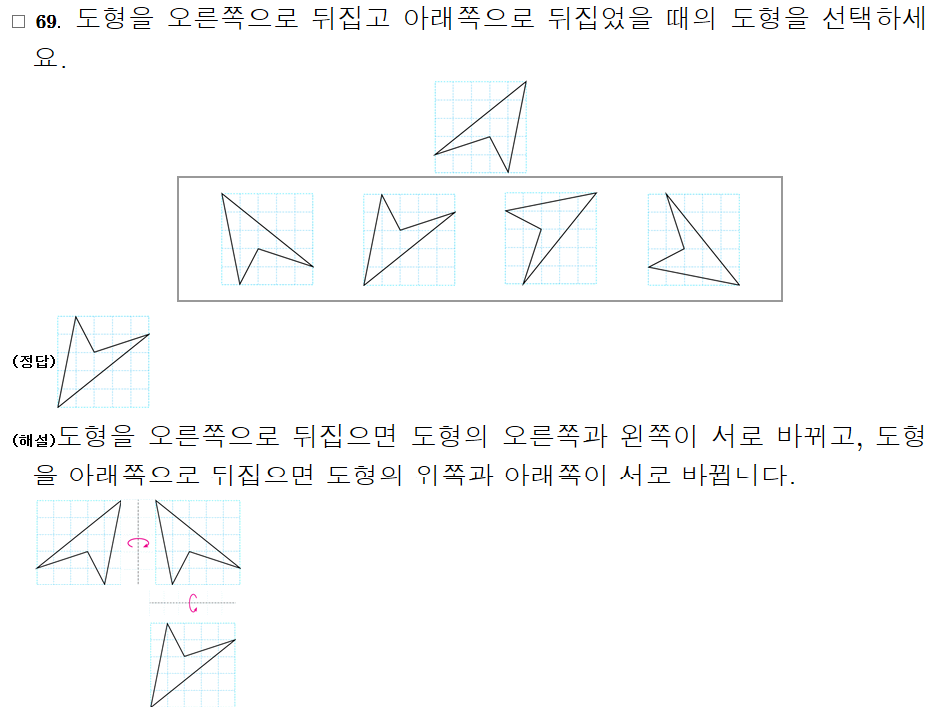 □ 69. 도형을 오른쪽으로 뒤집고 아래쪽으로 뒤집었을 때의 도형을 선택하세
요.
(정답)
(해설)도형을 오른쪽으로 뒤집으면 도형의 오른쪽과 왼쪽이 서로 바뀌고, 도형
을 아래쪽으로 뒤집으면 도형의 위쪽과 아래쪽이 서로 바뀝니다.